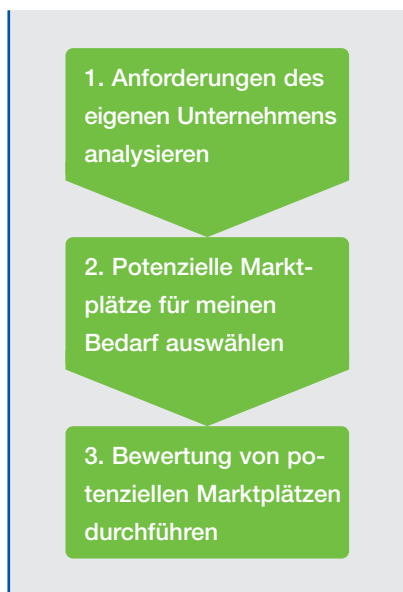 1. Anforderungen des
eigenen Unternehmens
analysieren
2. Potenzielle Markt-
plätze für meinen
Bedarf auswählen
3. Bewertung von po-
tenziellen Marktplätzen
durchführen